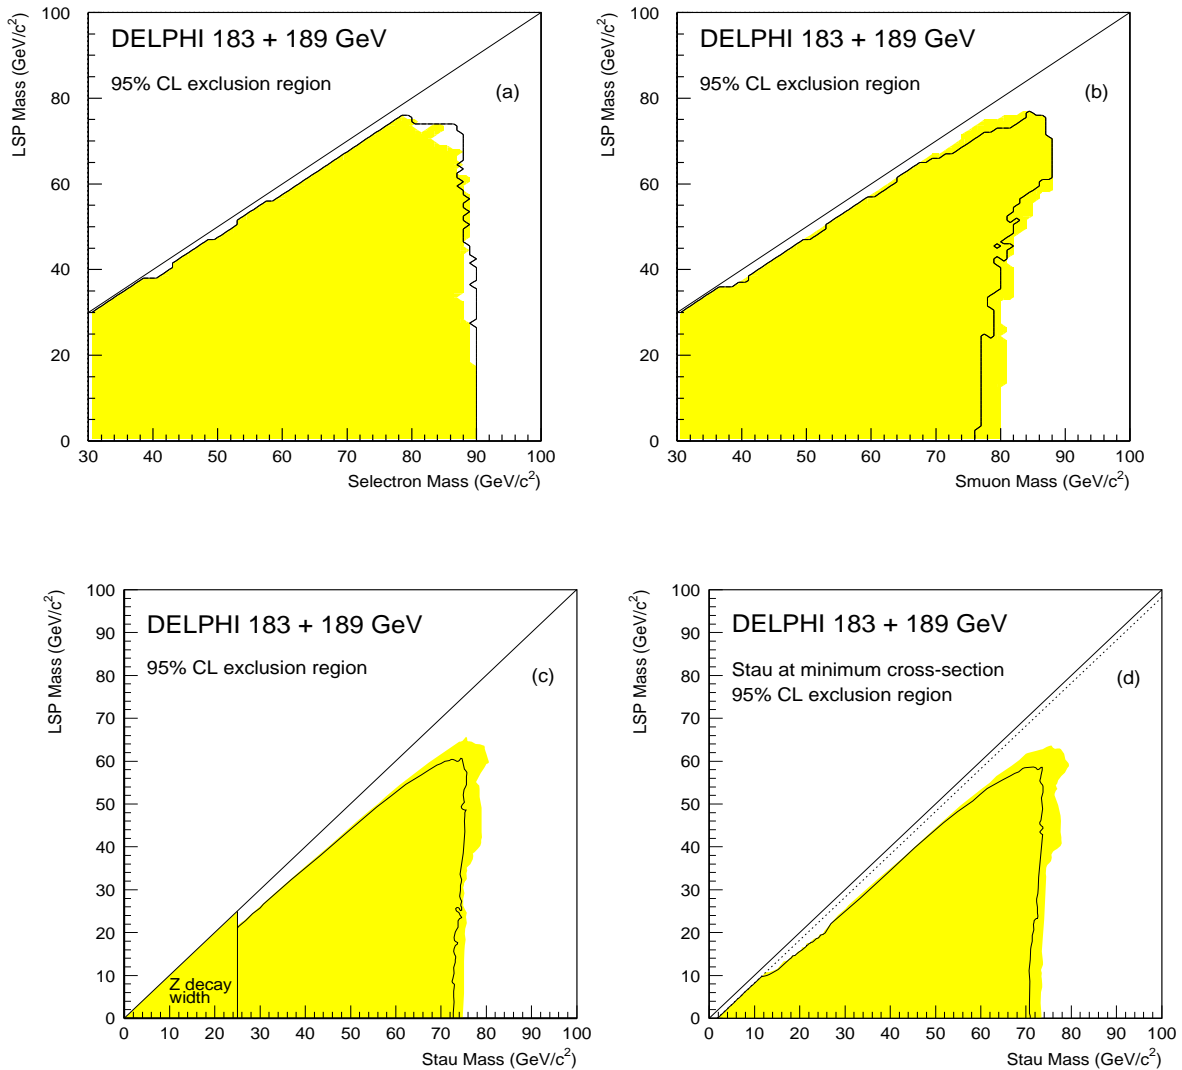 DELPHI 183 + 189 GeV
95% CL exclusion region
(a)
LSP Mass (GeV/c²)
100
80
60
40
20
0
30 40 50 60 70 80 90 100
Selectron Mass (GeV/c²)
DELPHI 183 + 189 GeV
95% CL exclusion region
(b)
LSP Mass (GeV/c²)
100
80
60
40
20
0
30 40 50 60 70 80 90 100
Smuon Mass (GeV/c²)
DELPHI 183 + 189 GeV
95% CL exclusion region
(c)
LSP Mass (GeV/c²)
100
90
80
70
60
50
40
30
20
10
0
Z decay
width
0 10 20 30 40 50 60 70 80 90 100
Stau Mass (GeV/c²)
DELPHI 183 + 189 GeV
Stau at minimum cross-section
95% CL exclusion region
(d)
LSP Mass (GeV/c²)
100
90
80
70
60
50
40
30
20
10
0
0 10 20 30 40 50 60 70 80 90 100
Stau Mass (GeV/c²)